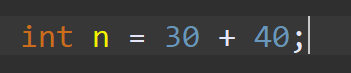 int n = 30 + 40;